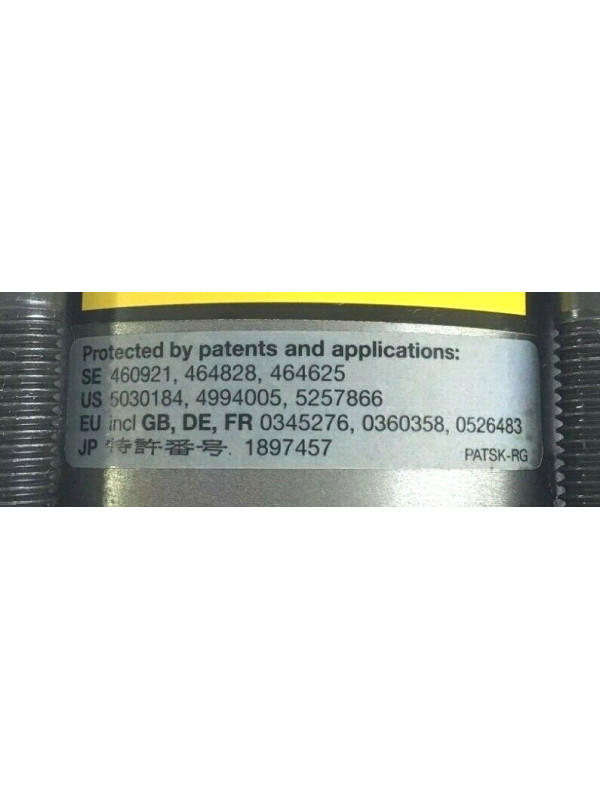 Protected by patents and applications:
SE 460921, 464828, 464625
US 5030184, 4994005, 5257866
EU incl GB, DE, FR 0345276, 0360358, 0526483
JP 特許番号. 1897457
PATSK-RG